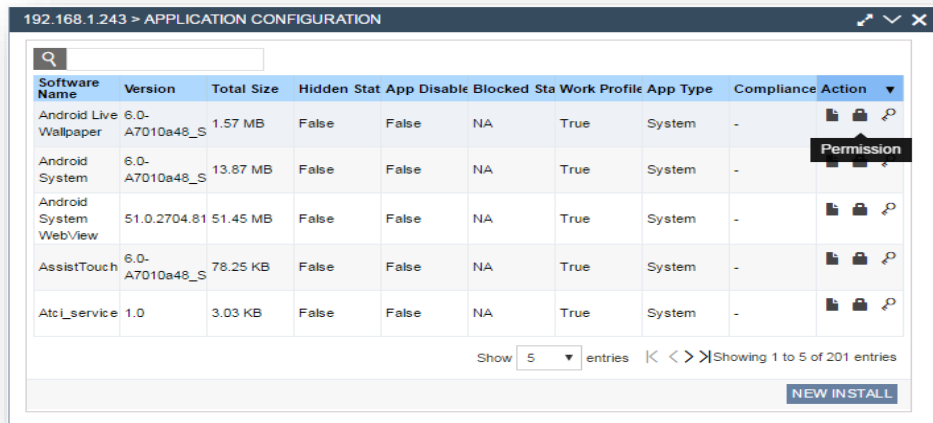 192.168.1.243 > APPLICATION CONFIGURATION
Software Name Version Total Size Hidden Stat App Disable Blocked Sta Work Profile App Type Compliance Action
Android Live Wallpaper 6.0-A7010a48_S 1.57 MB False False NA True System -
Permission
Android System 6.0-A7010a48_S 13.87 MB False False NA True System -
Android System WebView 51.0.2704.81 51.45 MB False False NA True System -
AssistTouch 6.0-A7010a48_S 78.25 KB False False NA True System -
Atci_service 1.0 3.03 KB False False NA True System -
Show 5 entries Showing 1 to 5 of 201 entries
NEW INSTALL